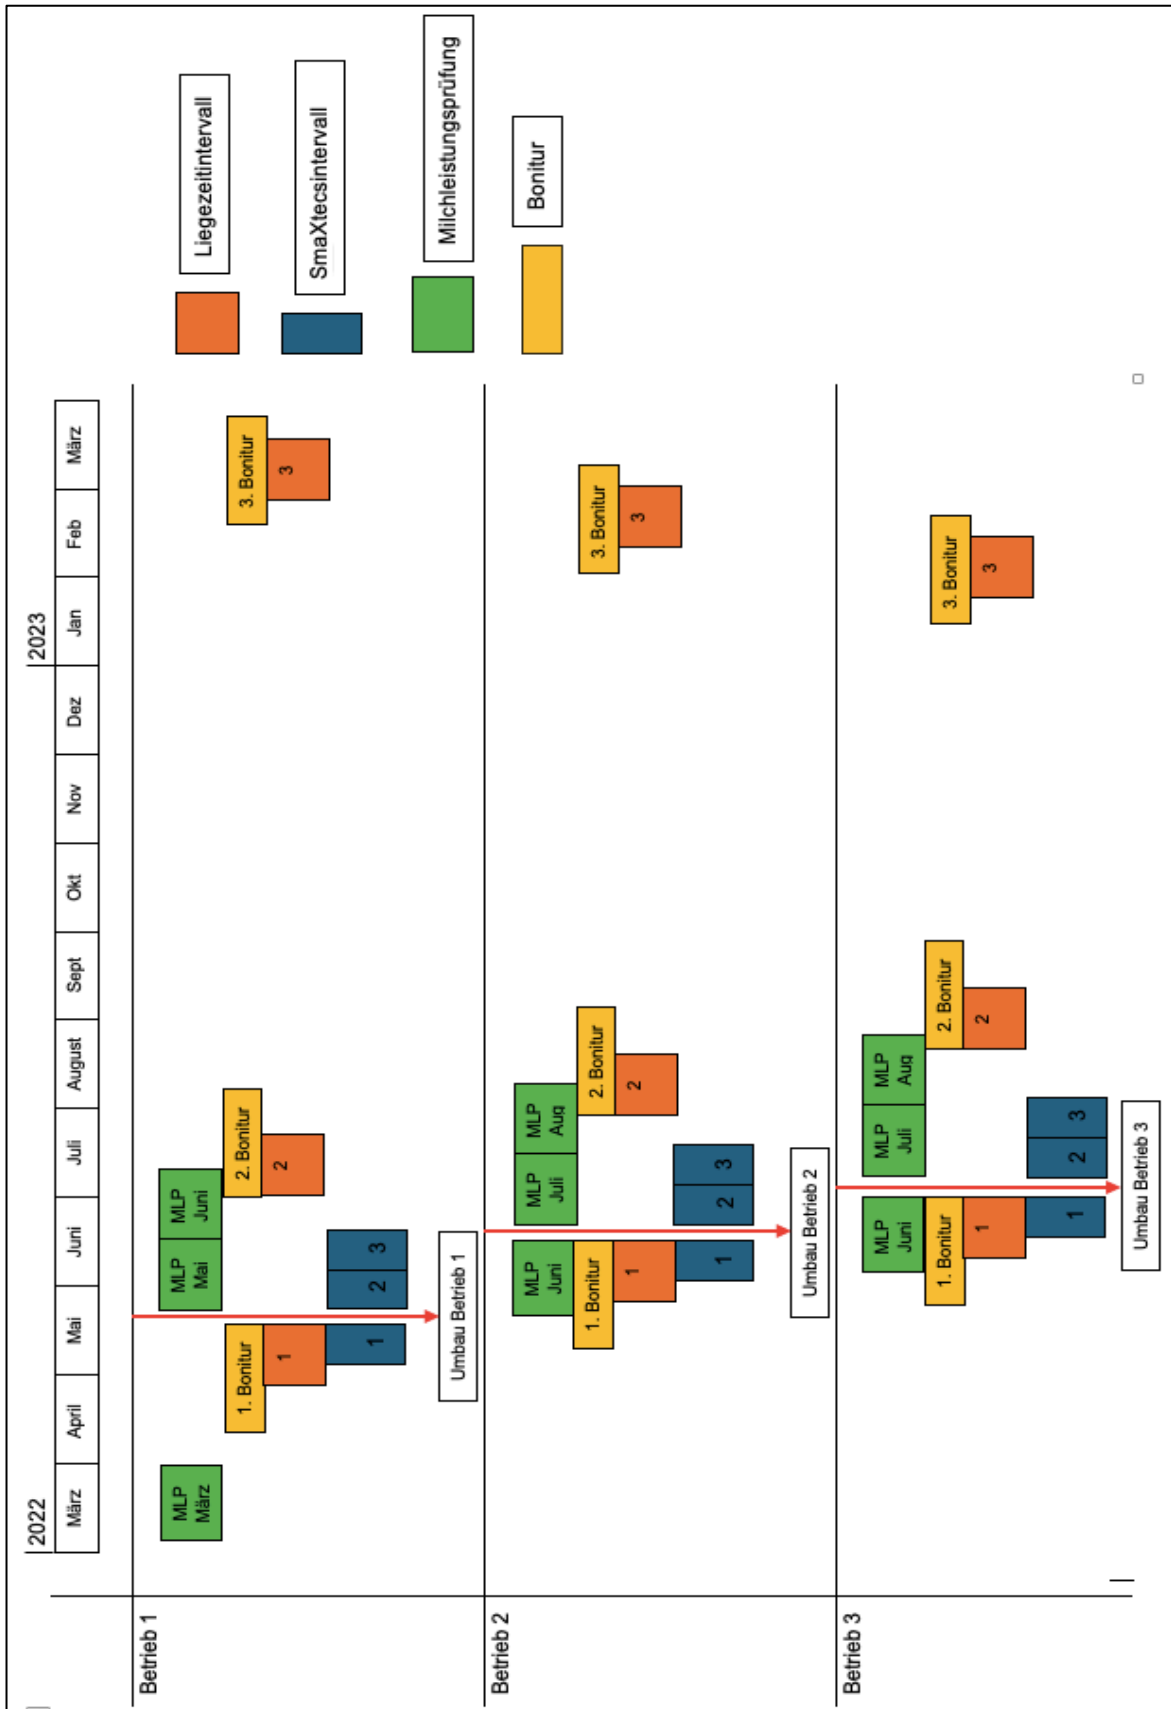 2022
2023
März
April
Mai
Juni
Juli
August
Sept
Okt
Nov
Dez
Jan
Feb
März
Betrieb 1
MLP
März
MLP
Mai
MLP
Juni
1. Bonitur
2. Bonitur
3. Bonitur
1
2
3
1
2
3
Umbau Betrieb 1
Betrieb 2
MLP
Juni
MLP
Juli
MLP
Aug
1. Bonitur
2. Bonitur
3. Bonitur
1
2
3
1
2
3
Umbau Betrieb 2
Betrieb 3
MLP
Juni
MLP
Juli
MLP
Aug
1. Bonitur
2. Bonitur
3. Bonitur
1
2
3
1
2
3
Umbau Betrieb 3
Liegezeitintervall
SmaXtecsintervall
Milchleistungsprüfung
Bonitur